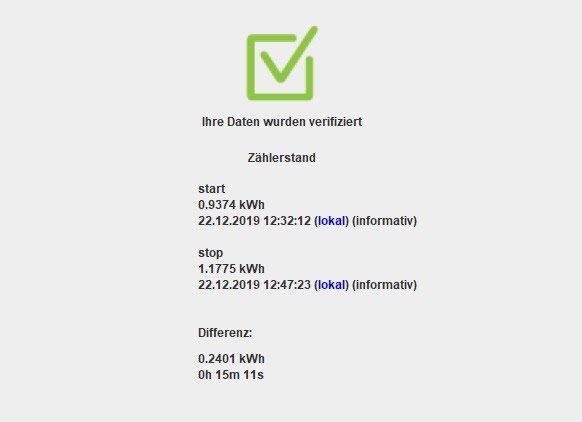 Ihre Daten wurden verifiziert
Zählerstand
start
0.9374 kWh
22.12.2019 12:32:12 (lokal) (informativ)
stop
1.1775 kWh
22.12.2019 12:47:23 (lokal) (informativ)
Differenz:
0.2401 kWh
0h 15m 11s